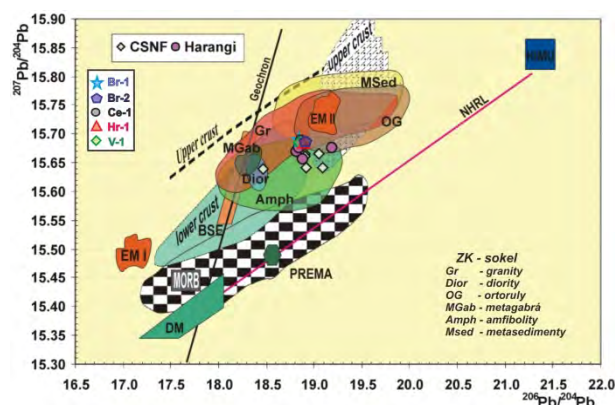 ²⁰⁷Pb/²⁰⁴Pb
15.90
15.85
15.80
15.75
15.70
15.65
15.60
15.55
15.50
15.45
15.40
15.35
15.30
CSNF Harangi
Br-1
Br-2
Ce-1
Hr-1
V-1
Geochron
upper crust
Upper crust
HIMU
MSed
EM II
OG
NHRL
Gr
MGab
Dior
Amph
lower crust
BSE
EM I
MORB
PREMA
DM
ZK - sokel
Gr - granity
Dior - diority
OG - ortoruly
MGab - metagabrá
Amph - amfibolity
Msed - metasedimenty
16.5 17.0 17.5 18.0 18.5 19.0 19.5 20.0 20.5 21.0 21.5 22.0
²⁰⁶Pb/²⁰⁴Pb